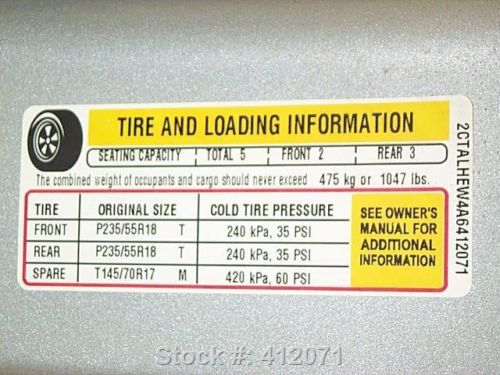 TIRE AND LOADING INFORMATION
SEATING CAPACITY TOTAL 5 FRONT 2 REAR 3
The combined weight of occupants and cargo should never exceed 475 kg or 1047 lbs.
TIRE ORIGINAL SIZE COLD TIRE PRESSURE
FRONT P235/55R18 T 240 kPa, 35 PSI
REAR P235/55R18 T 240 kPa, 35 PSI
SPARE T145/70R17 M 420 kPa, 60 PSI
SEE OWNER'S
MANUAL FOR
ADDITIONAL
INFORMATION
2CTALHEW4A6412071
Stock #: 412071